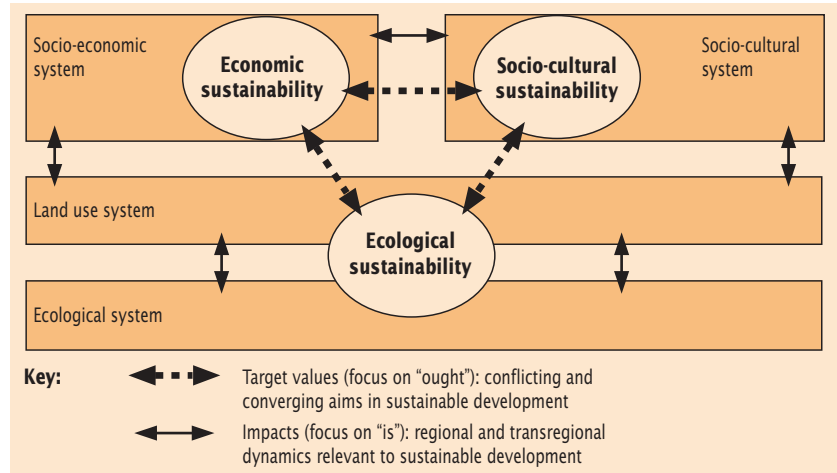 Socio-economic
system
Economic
sustainability
Socio-cultural
sustainability
Socio-cultural
system
Land use system
Ecological
sustainability
Ecological system
Key:
Target values (focus on “ought”): conflicting and
converging aims in sustainable development
Impacts (focus on “is”): regional and transregional
dynamics relevant to sustainable development